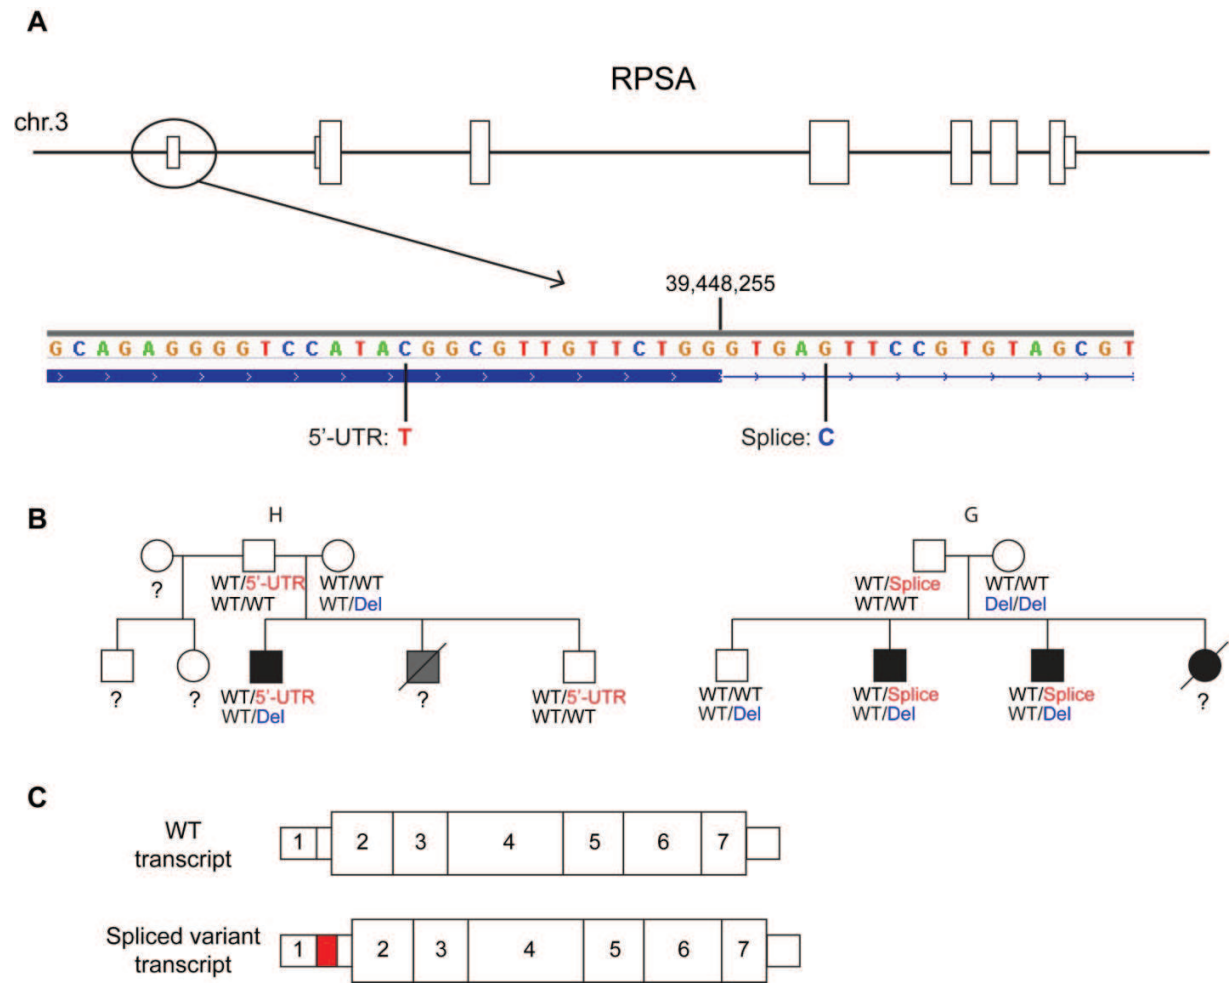 A
RPSA
chr.3
39,448,255
G C A G A G G G G T C C A T A C G G C G T T G T T C T G G G T G A G T T C C G T G T A G C G T
5'-UTR: T
Splice: C
B
H
G
?
WT/5'-UTR
WT/WT
WT/WT
WT/Del
WT/Splice
WT/WT
WT/WT
Del/Del
?
?
WT/5'-UTR
WT/Del
?
WT/5'-UTR
WT/WT
WT/WT
WT/Del
WT/Splice
WT/Del
WT/Splice
WT/Del
?
C
WT
transcript
1 2 3 4 5 6 7
Spliced variant
transcript
1 2 3 4 5 6 7